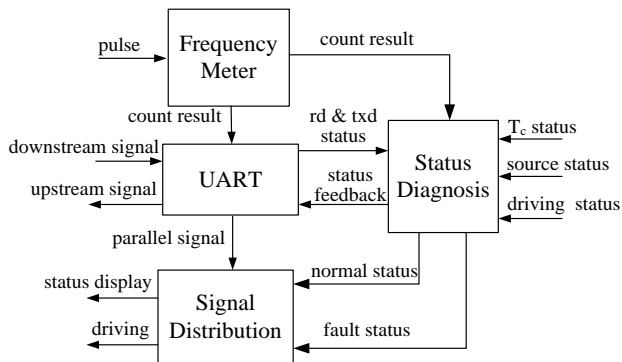 pulse
Frequency
Meter
count result
count result
rd & txd
status
downstream signal
upstream signal
UART
status
feedback
Status
Diagnosis
Tc status
source status
driving status
parallel signal
status display
driving
Signal
Distribution
normal status
fault status